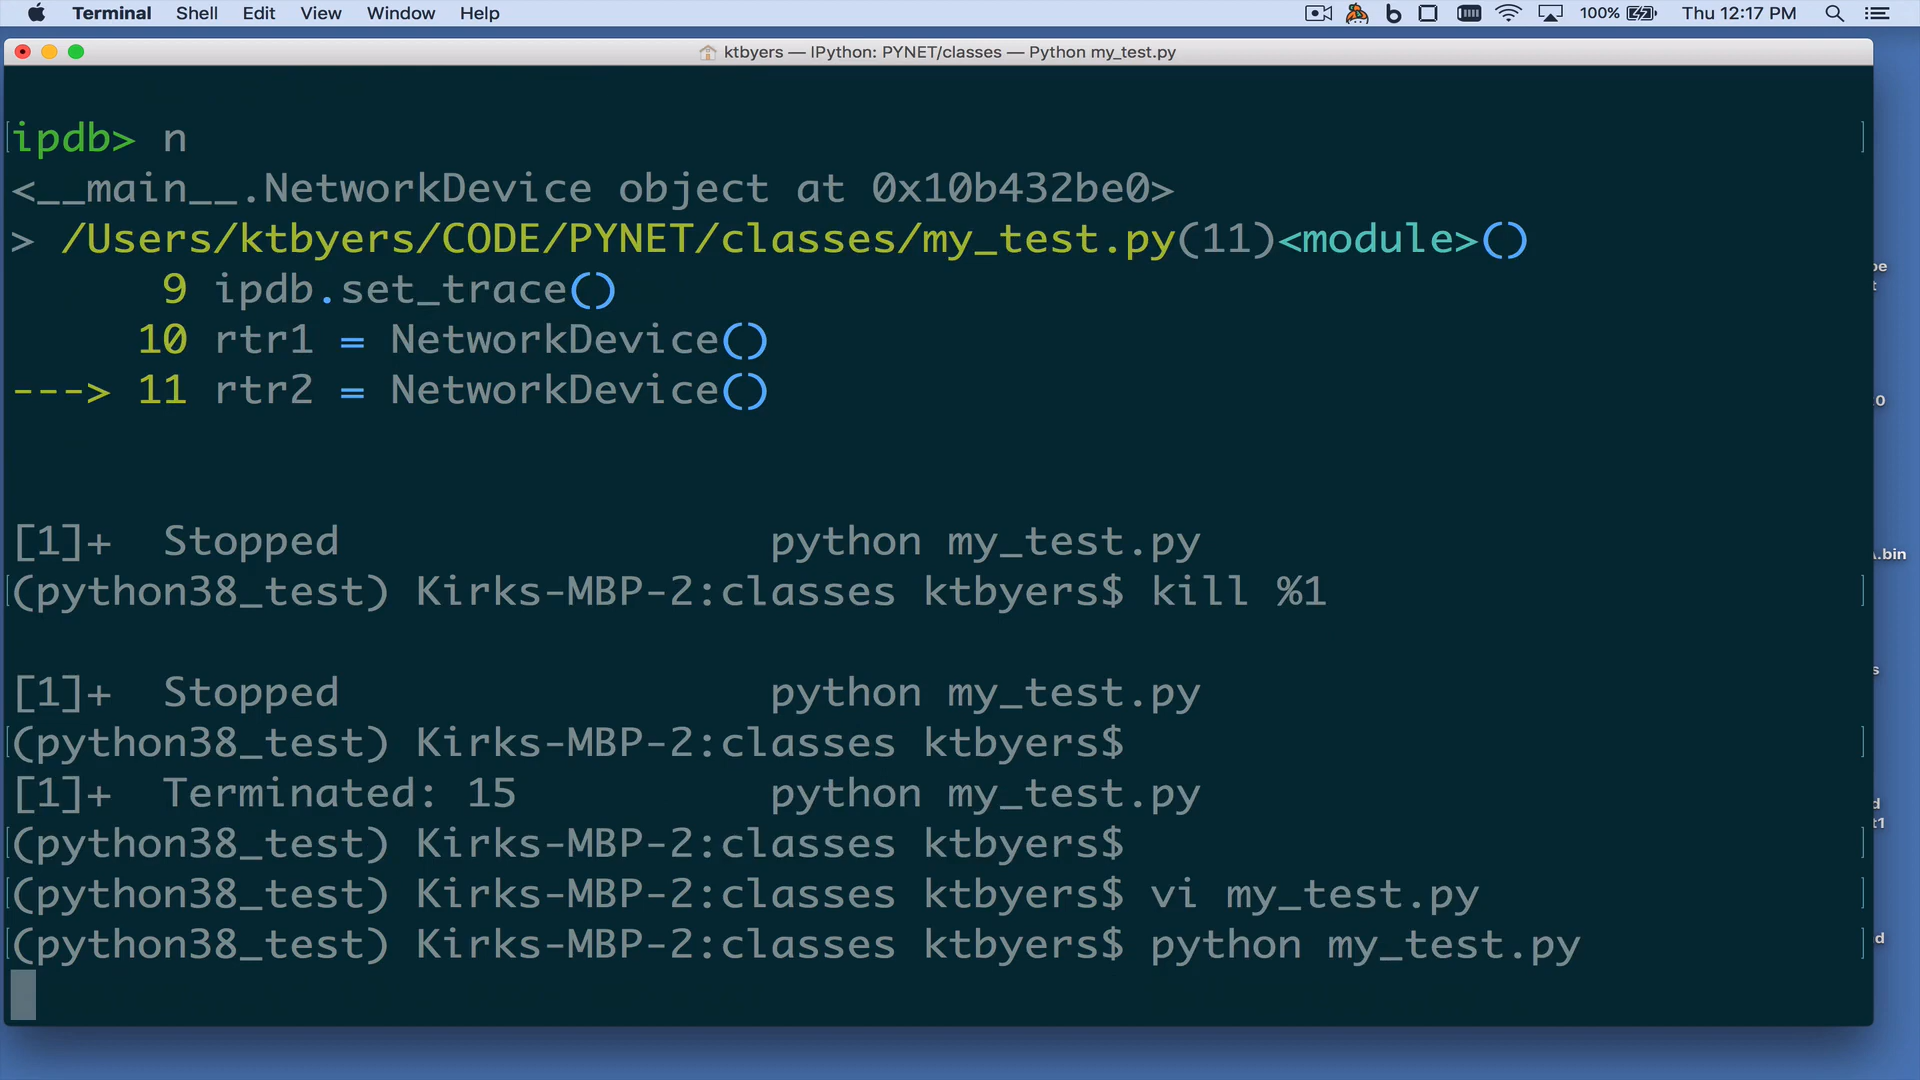 Terminal Shell Edit View Window Help 100% Thu 12:17 PM
ktbyers — IPython: PYNET/classes — Python my_test.py
ipdb> n
<__main__.NetworkDevice object at 0x10b432be0>
> /Users/ktbyers/CODE/PYNET/classes/my_test.py(11)<module>()
9 ipdb.set_trace()
10 rtr1 = NetworkDevice()
---> 11 rtr2 = NetworkDevice()
[1]+  Stopped                 python my_test.py
(python38_test) Kirks-MBP-2:classes ktbyers$ kill %1
[1]+  Stopped                 python my_test.py
(python38_test) Kirks-MBP-2:classes ktbyers$
[1]+  Terminated: 15          python my_test.py
(python38_test) Kirks-MBP-2:classes ktbyers$
(python38_test) Kirks-MBP-2:classes ktbyers$ vi my_test.py
(python38_test) Kirks-MBP-2:classes ktbyers$ python my_test.py